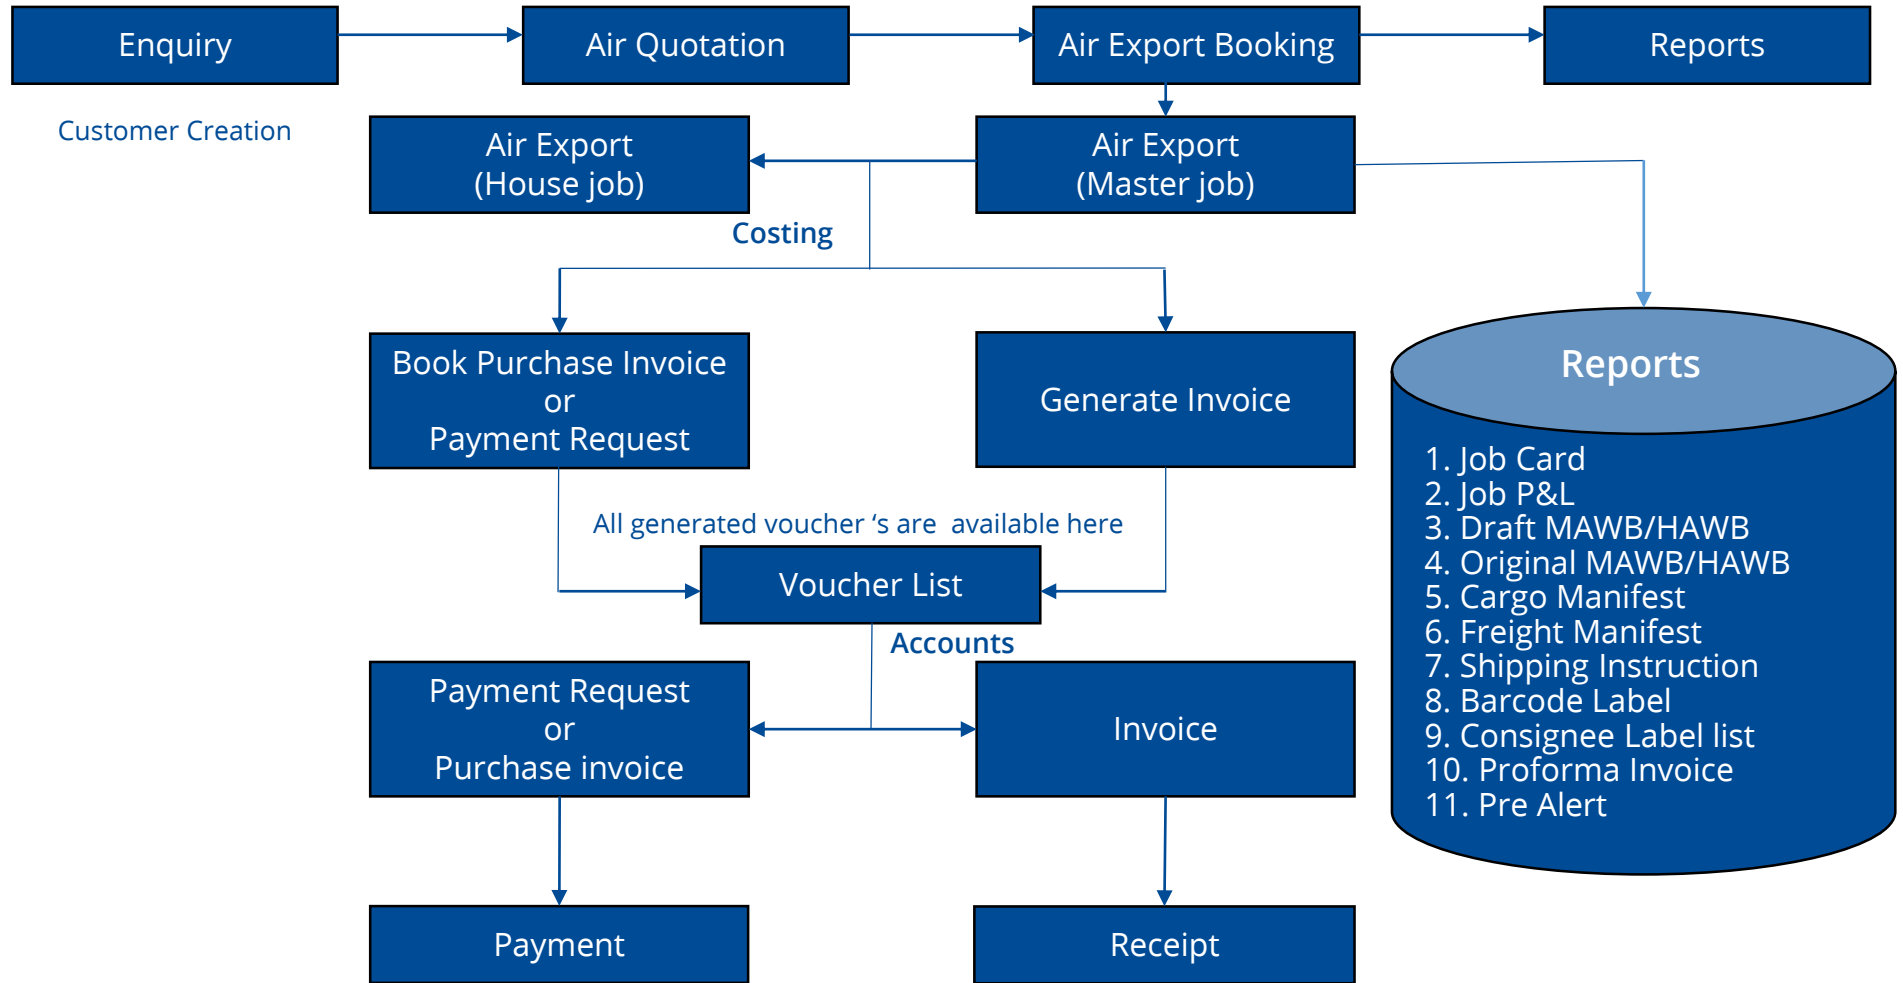 Enquiry
Air Quotation
Air Export Booking
Reports
Customer Creation
Air Export
(House job)
Air Export
(Master job)
Costing
Book Purchase Invoice
or
Payment Request
Generate Invoice
Reports
1. Job Card
2. Job P&L
3. Draft MAWB/HAWB
4. Original MAWB/HAWB
5. Cargo Manifest
6. Freight Manifest
7. Shipping Instruction
8. Barcode Label
9. Consignee Label list
10. Proforma Invoice
11. Pre Alert
All generated voucher ‘s are  available here
Voucher List
Accounts
Payment Request
or
Purchase invoice
Invoice
Payment
Receipt